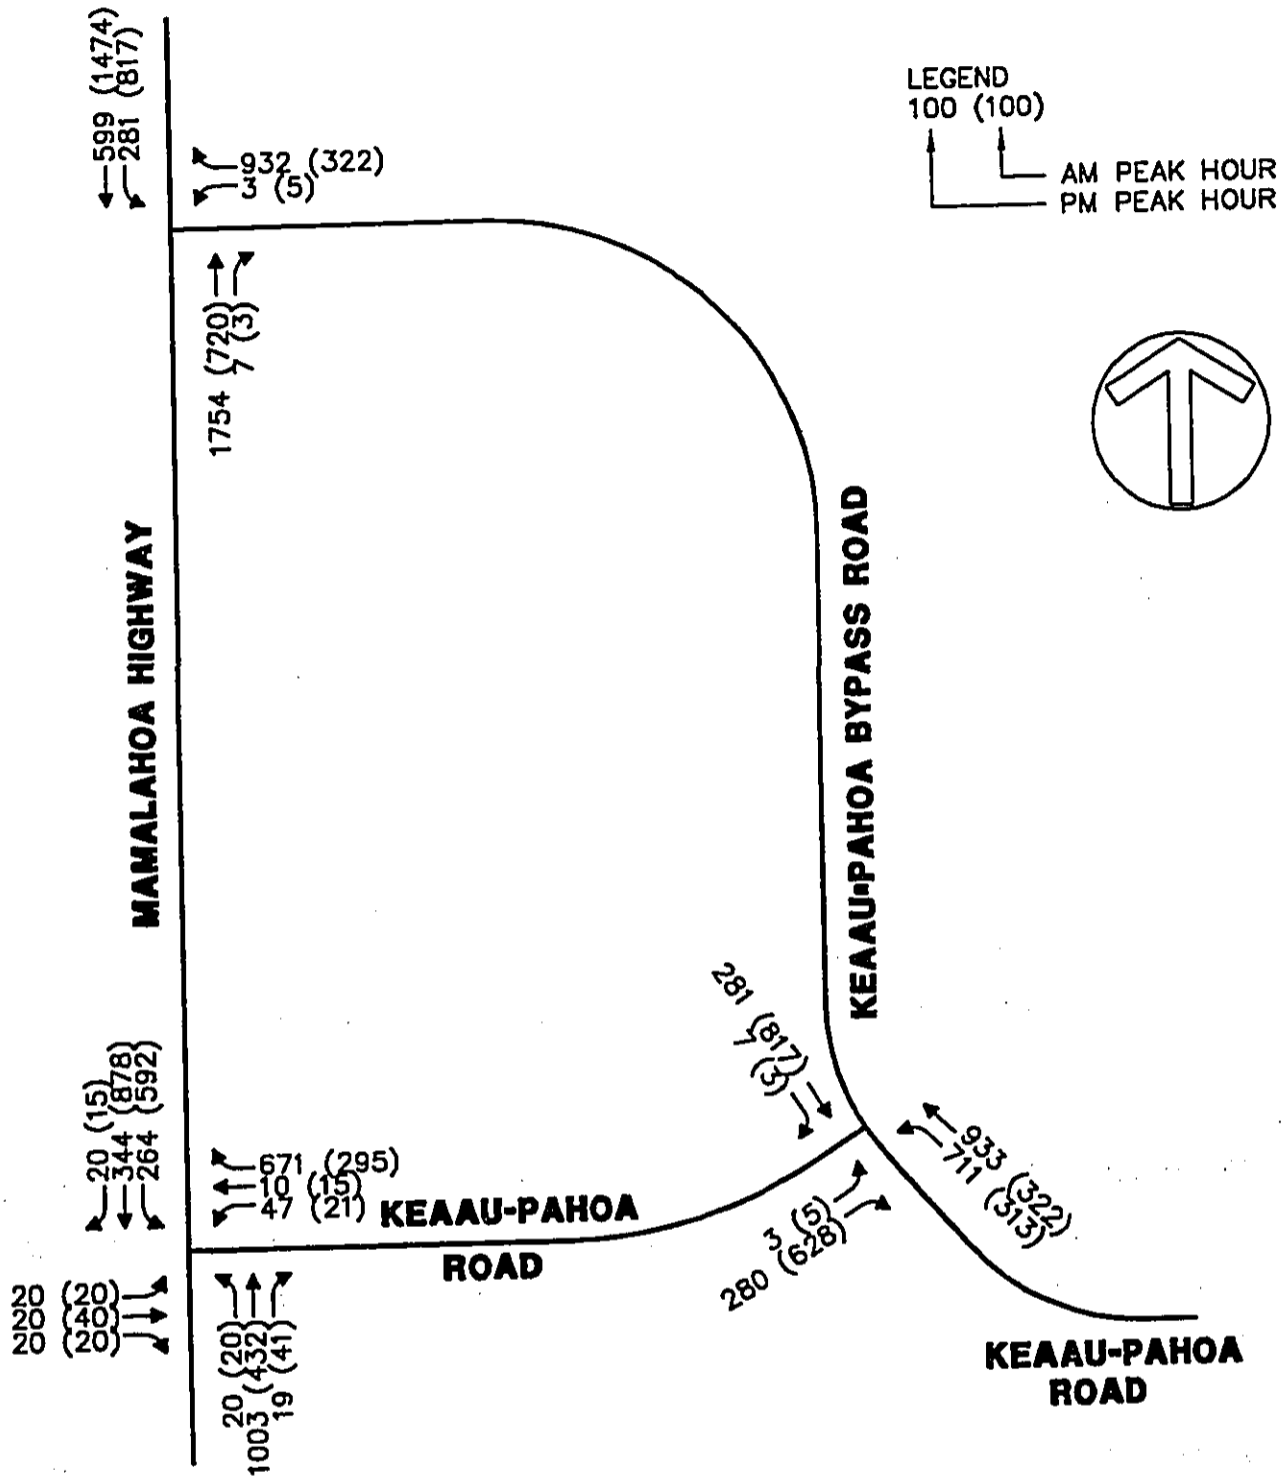 599 (1474)
281 (817)
932 (322)
3 (5)
LEGEND
100 (100)
AM PEAK HOUR
PM PEAK HOUR
1754 (720)
7 (3)
MAMALAHOA HIGHWAY
KEAAU-PAHOA BYPASS ROAD
281 (817)
7 (3)
933 (322)
711 (313)
3 (5)
280 (628)
20 (15)
344 (878)
264 (592)
671 (295)
10 (15)
47 (21)
KEAAU-PAHOA
ROAD
20 (20)
20 (40)
20 (20)
20 (20)
1003 (432)
19 (41)
KEAAU-PAHOA
ROAD